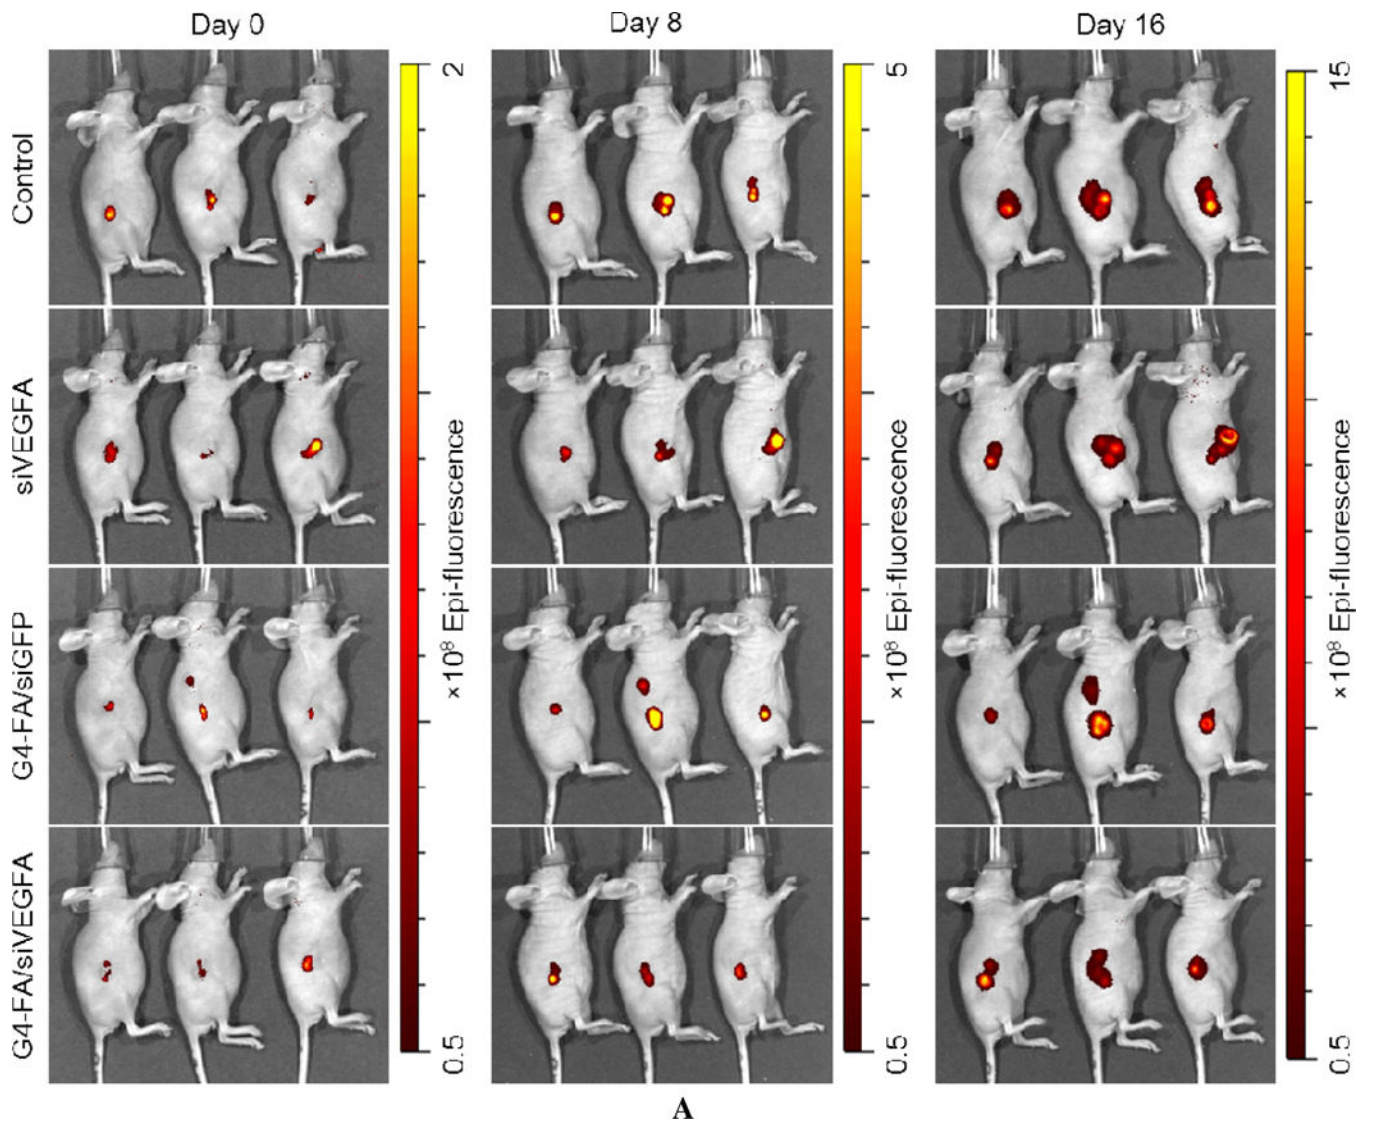 Day 0
Day 8
Day 16
Control
siVEGFA
G4-FA/siGFP
G4-FA/siVEGFA
2
×10⁸ Epi-fluorescence
0.5
5
×10⁸ Epi-fluorescence
0.5
15
×10⁸ Epi-fluorescence
0.5
A